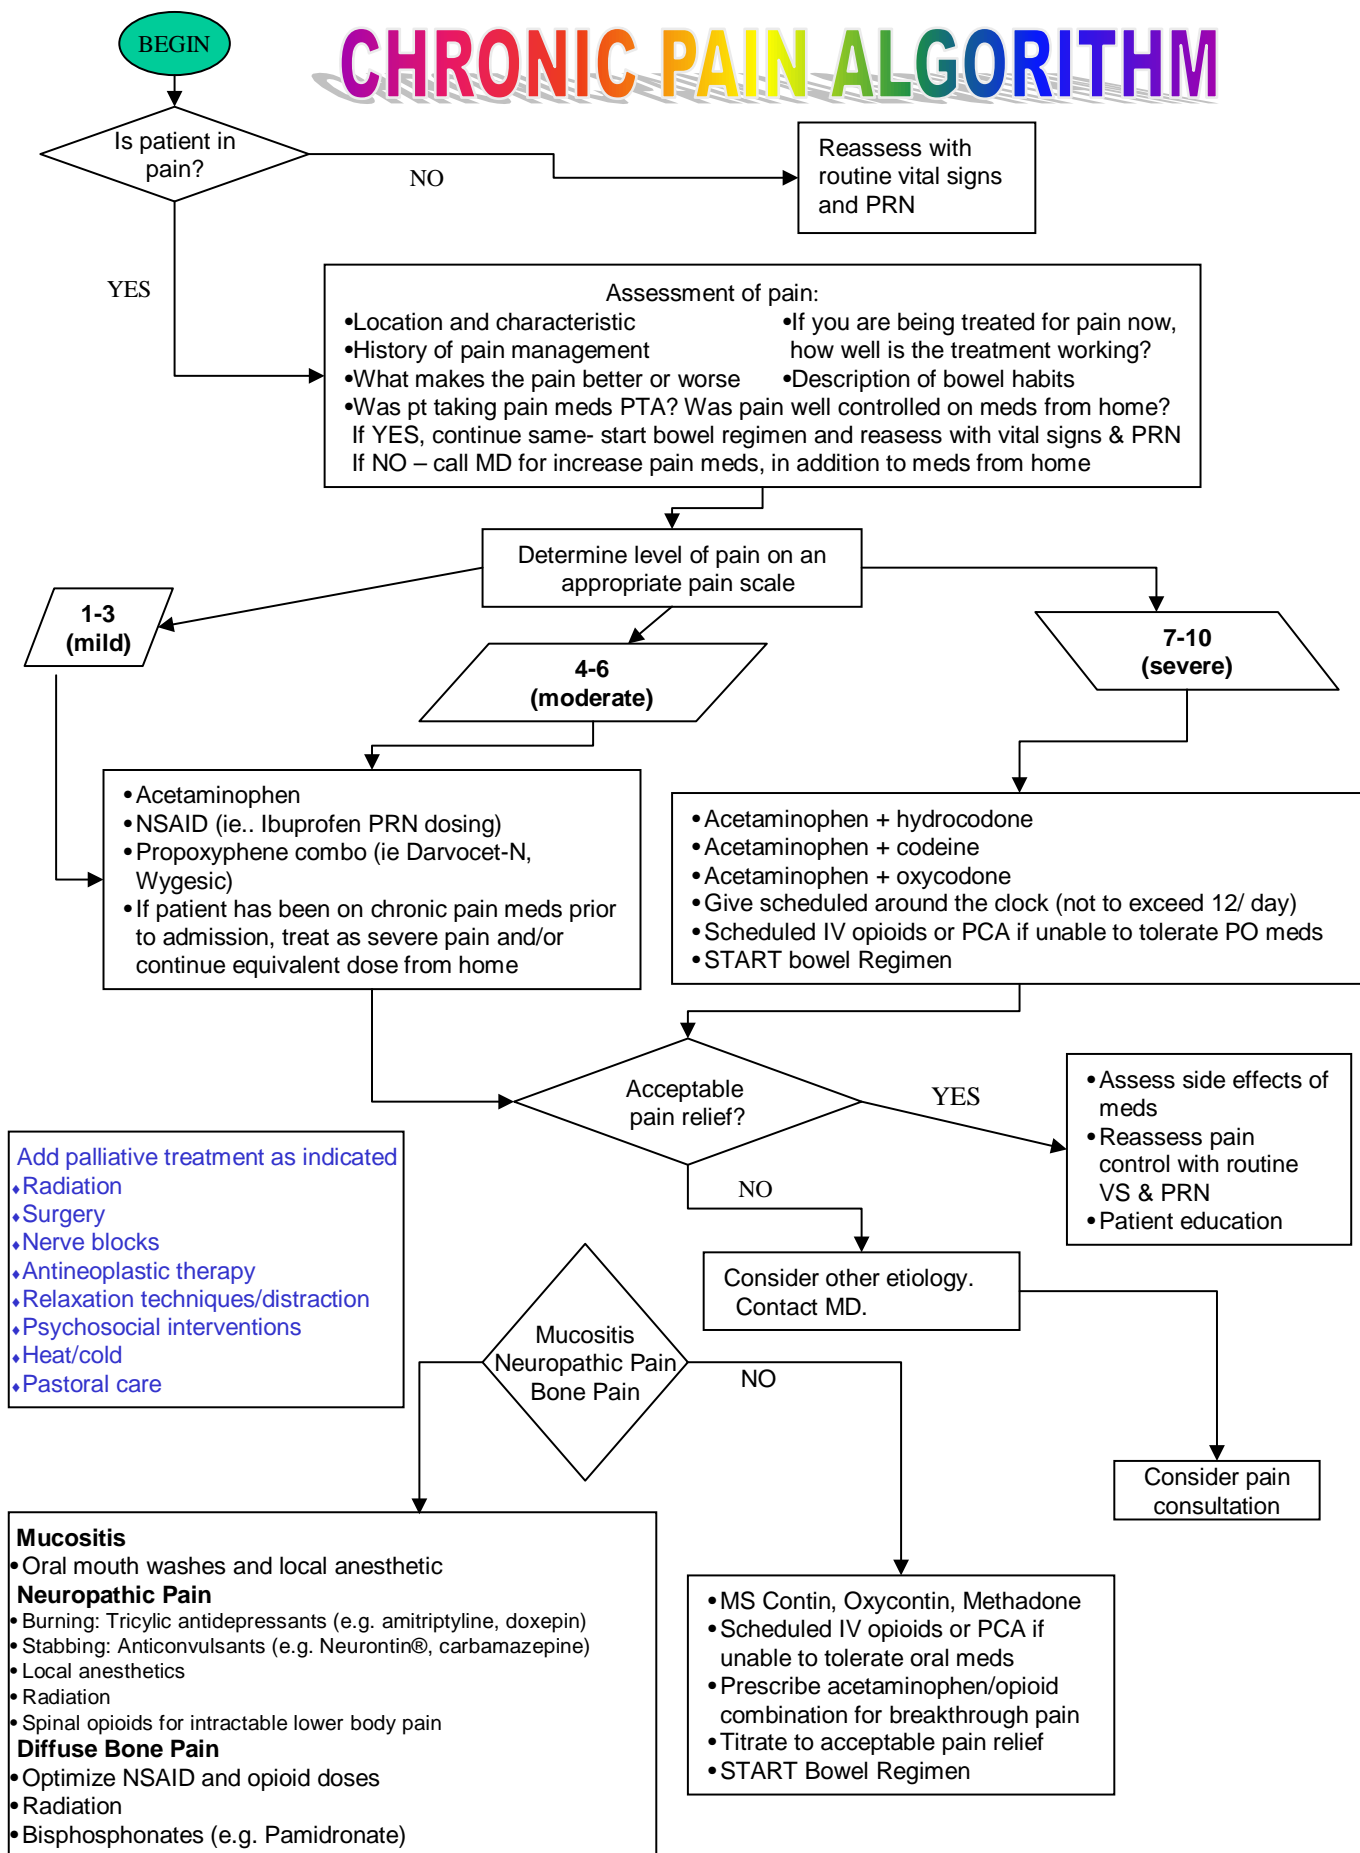 BEGIN
CHRONIC PAIN ALGORITHM
Is patient in
pain?
NO
Reassess with
routine vital signs
and PRN
YES
Assessment of pain:
•Location and characteristic
•History of pain management
•What makes the pain better or worse
•If you are being treated for pain now,
how well is the treatment working?
•Description of bowel habits
•Was pt taking pain meds PTA? Was pain well controlled on meds from home?
If YES, continue same- start bowel regimen and reasess with vital signs & PRN
If NO – call MD for increase pain meds, in addition to meds from home
Determine level of pain on an
appropriate pain scale
1-3
(mild)
4-6
(moderate)
7-10
(severe)
•Acetaminophen
•NSAID (ie.. Ibuprofen PRN dosing)
•Propoxyphene combo (ie Darvocet-N,
Wygesic)
•If patient has been on chronic pain meds prior
to admission, treat as severe pain and/or
continue equivalent dose from home
•Acetaminophen + hydrocodone
•Acetaminophen + codeine
•Acetaminophen + oxycodone
•Give scheduled around the clock (not to exceed 12/ day)
•Scheduled IV opioids or PCA if unable to tolerate PO meds
•START bowel Regimen
Acceptable
pain relief?
YES
•Assess side effects of
meds
•Reassess pain
control with routine
VS & PRN
•Patient education
NO
Consider other etiology.
Contact MD.
Add palliative treatment as indicated
♦Radiation
♦Surgery
♦Nerve blocks
♦Antineoplastic therapy
♦Relaxation techniques/distraction
♦Psychosocial interventions
♦Heat/cold
♦Pastoral care
Mucositis
Neuropathic Pain
Bone Pain
NO
Consider pain
consultation
Mucositis
•Oral mouth washes and local anesthetic
Neuropathic Pain
•Burning: Tricylic antidepressants (e.g. amitriptyline, doxepin)
•Stabbing: Anticonvulsants (e.g. Neurontin®, carbamazepine)
•Local anesthetics
•Radiation
•Spinal opioids for intractable lower body pain
Diffuse Bone Pain
•Optimize NSAID and opioid doses
•Radiation
•Bisphosphonates (e.g. Pamidronate)
•MS Contin, Oxycontin, Methadone
•Scheduled IV opioids or PCA if
unable to tolerate oral meds
•Prescribe acetaminophen/opioid
combination for breakthrough pain
•Titrate to acceptable pain relief
•START Bowel Regimen